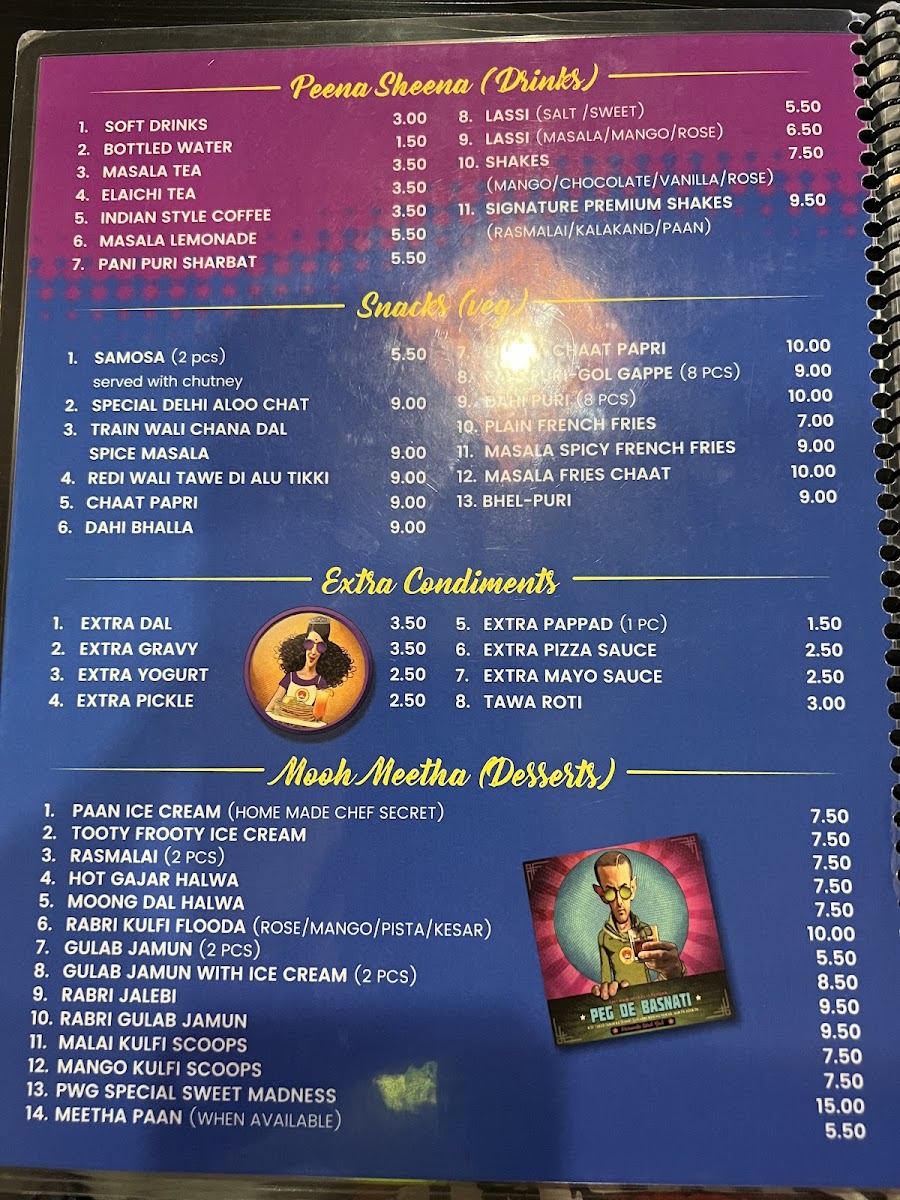 Peena Sheena (Drinks)
1. SOFT DRINKS 3.00
2. BOTTLED WATER 1.50
3. MASALA TEA 3.50
4. ELAICHI TEA 3.50
5. INDIAN STYLE COFFEE 3.50
6. MASALA LEMONADE 5.50
7. PANI PURI SHARBAT 5.50
8. LASSI (SALT /SWEET) 5.50
9. LASSI (MASALA/MANGO/ROSE) 6.50
10. SHAKES 7.50
(MANGO/CHOCOLATE/VANILLA/ROSE)
11. SIGNATURE PREMIUM SHAKES 9.50
(RASMALAI/KALAKAND/PAAN)
Snacks (veg)
1. SAMOSA (2 pcs) 5.50
served with chutney
2. SPECIAL DELHI ALOO CHAT 9.00
3. TRAIN WALI CHANA DAL
SPICE MASALA 9.00
4. REDI WALI TAWE DI ALU TIKKI 9.00
5. CHAAT PAPRI 9.00
6. DAHI BHALLA 9.00
7. CHAAT PAPRI 10.00
8. PURI-GOL GAPPE (8 PCS) 9.00
9. DAHI PURI (8 PCS) 10.00
10. PLAIN FRENCH FRIES 7.00
11. MASALA SPICY FRENCH FRIES 9.00
12. MASALA FRIES CHAAT 10.00
13. BHEL-PURI 9.00
Extra Condiments
1. EXTRA DAL 3.50
2. EXTRA GRAVY 3.50
3. EXTRA YOGURT 2.50
4. EXTRA PICKLE 2.50
5. EXTRA PAPPAD (1 PC) 1.50
6. EXTRA PIZZA SAUCE 2.50
7. EXTRA MAYO SAUCE 2.50
8. TAWA ROTI 3.00
Mooh Meetha (Desserts)
1. PAAN ICE CREAM (HOME MADE CHEF SECRET) 7.50
2. TOOTY FROOTY ICE CREAM 7.50
3. RASMALAI (2 PCS) 7.50
4. HOT GAJAR HALWA 7.50
5. MOONG DAL HALWA 7.50
6. RABRI KULFI FLOODA (ROSE/MANGO/PISTA/KESAR) 10.00
7. GULAB JAMUN (2 PCS) 5.50
8. GULAB JAMUN WITH ICE CREAM (2 PCS) 8.50
9. RABRI JALEBI 9.50
10. RABRI GULAB JAMUN 9.50
11. MALAI KULFI SCOOPS 7.50
12. MANGO KULFI SCOOPS 7.50
13. PWG SPECIAL SWEET MADNESS 15.00
14. MEETHA PAAN (WHEN AVAILABLE) 5.50
PEG DE BASNATI